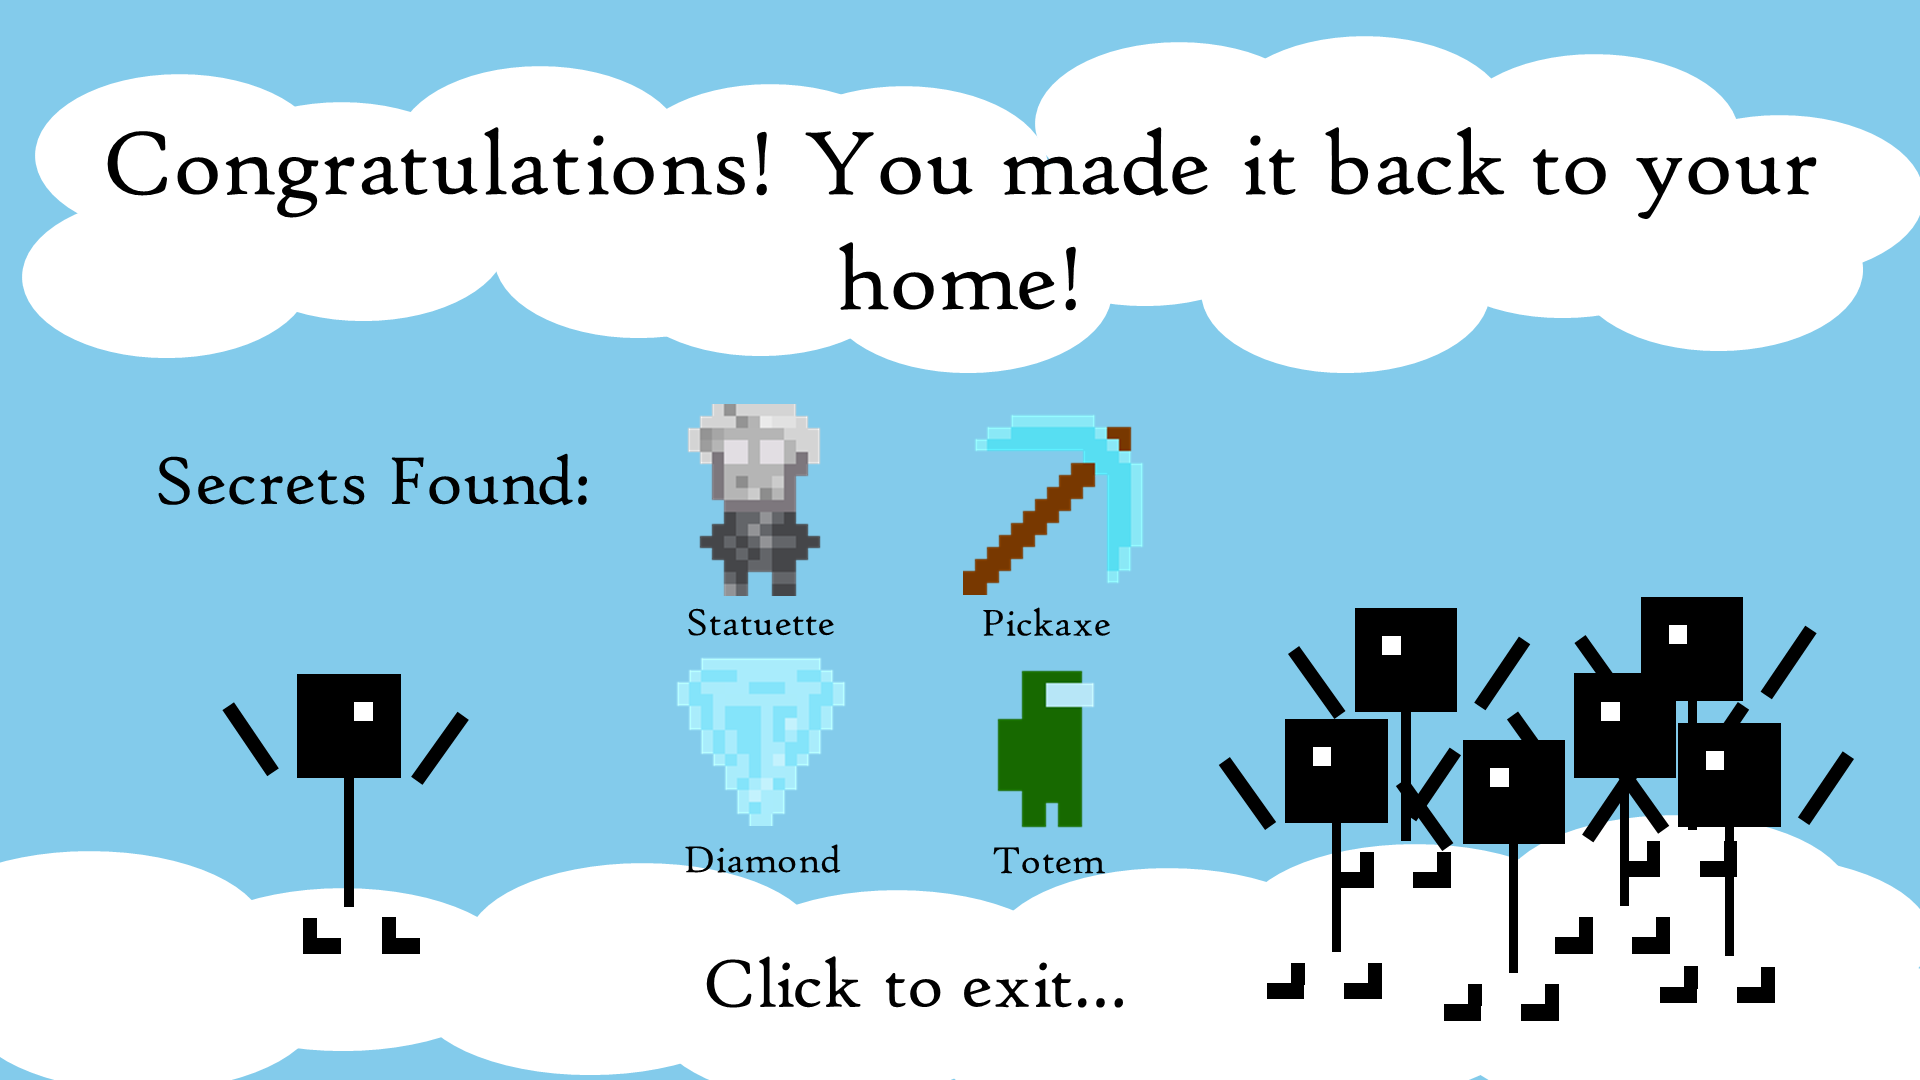 Congratulations! You made it back to your
home!
Secrets Found:
Statuette
Pickaxe
Diamond
Totem
Click to exit...